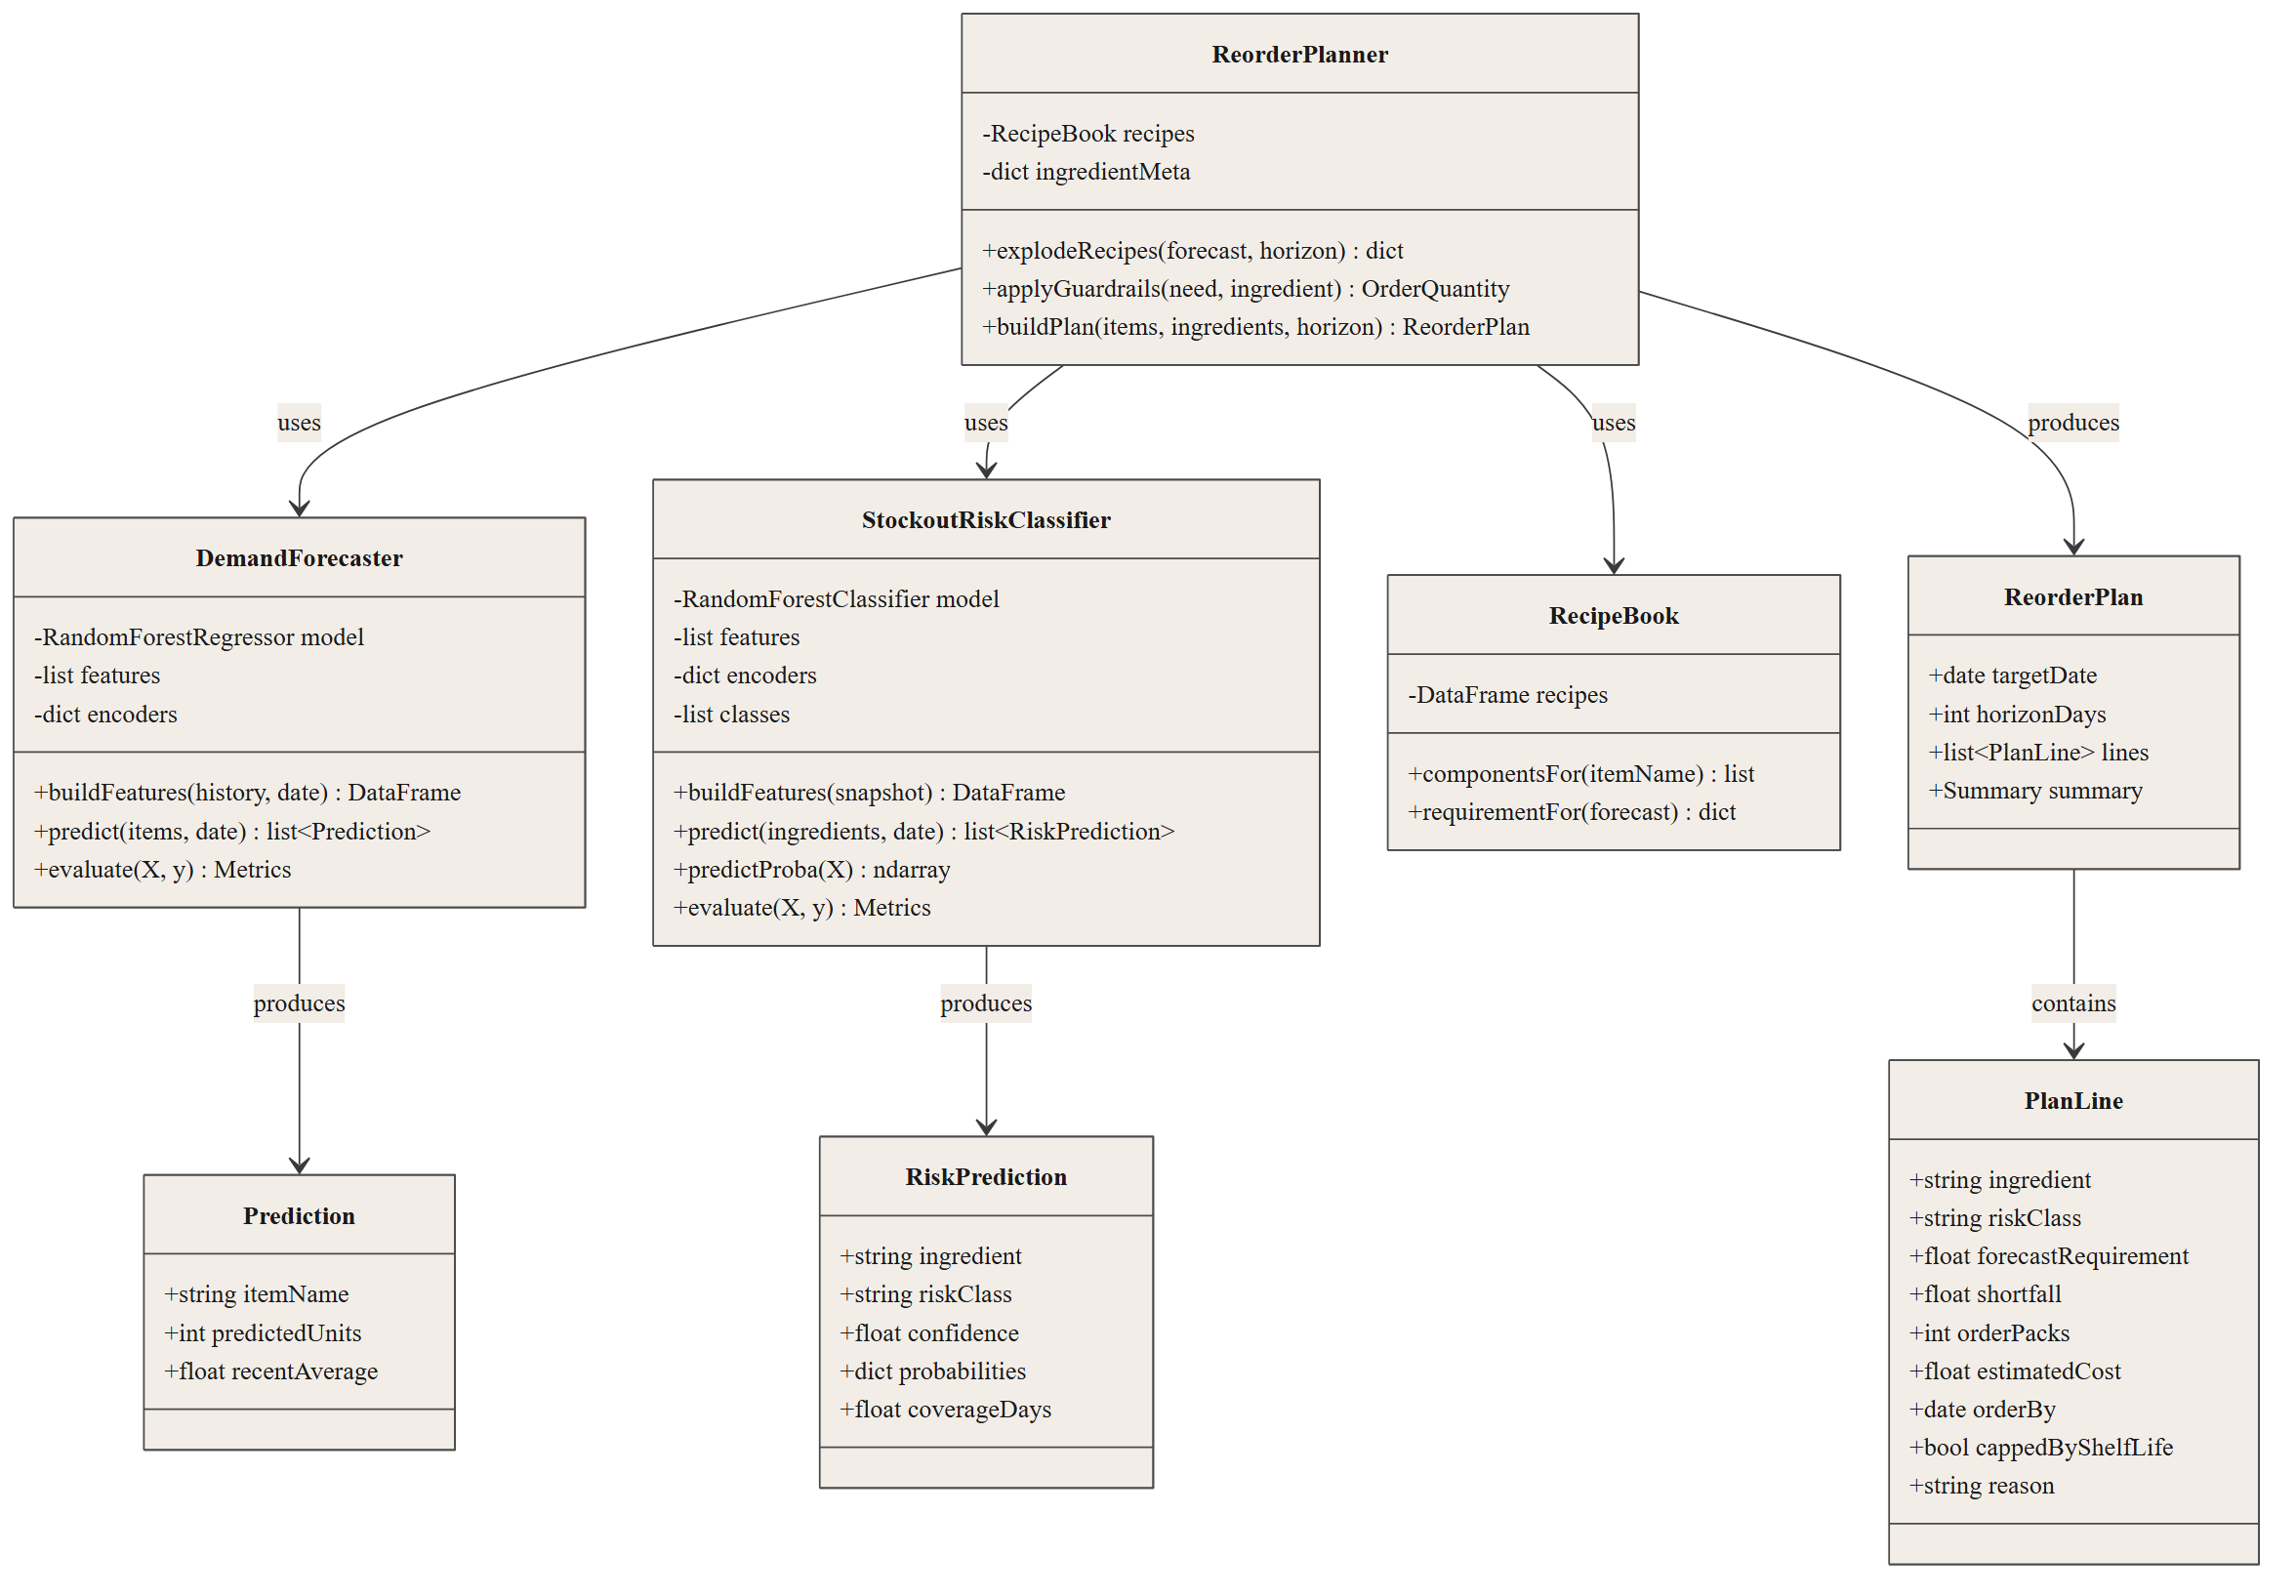 ReorderPlanner
-RecipeBook recipes
-dict ingredientMeta
+explodeRecipes(forecast, horizon) : dict
+applyGuardrails(need, ingredient) : OrderQuantity
+buildPlan(items, ingredients, horizon) : ReorderPlan
uses
uses
uses
produces
DemandForecaster
-RandomForestRegressor model
-list features
-dict encoders
+buildFeatures(history, date) : DataFrame
+predict(items, date) : list<Prediction>
+evaluate(X, y) : Metrics
StockoutRiskClassifier
-RandomForestClassifier model
-list features
-dict encoders
-list classes
+buildFeatures(snapshot) : DataFrame
+predict(ingredients, date) : list<RiskPrediction>
+predictProba(X) : ndarray
+evaluate(X, y) : Metrics
RecipeBook
-DataFrame recipes
+componentsFor(itemName) : list
+requirementFor(forecast) : dict
ReorderPlan
+date targetDate
+int horizonDays
+list<PlanLine> lines
+Summary summary
produces
produces
contains
Prediction
+string itemName
+int predictedUnits
+float recentAverage
RiskPrediction
+string ingredient
+string riskClass
+float confidence
+dict probabilities
+float coverageDays
PlanLine
+string ingredient
+string riskClass
+float forecastRequirement
+float shortfall
+int orderPacks
+float estimatedCost
+date orderBy
+bool cappedByShelfLife
+string reason